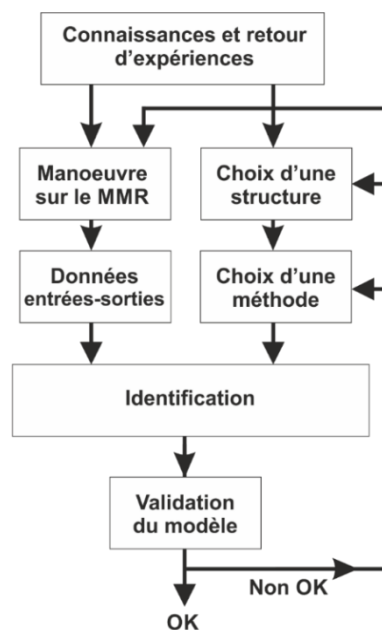 Connaissances et retour
d'expériences
Manoeuvre
sur le MMR
Choix d'une
structure
Données
entrées-sorties
Choix d'une
méthode
Identification
Validation
du modèle
Non OK
OK